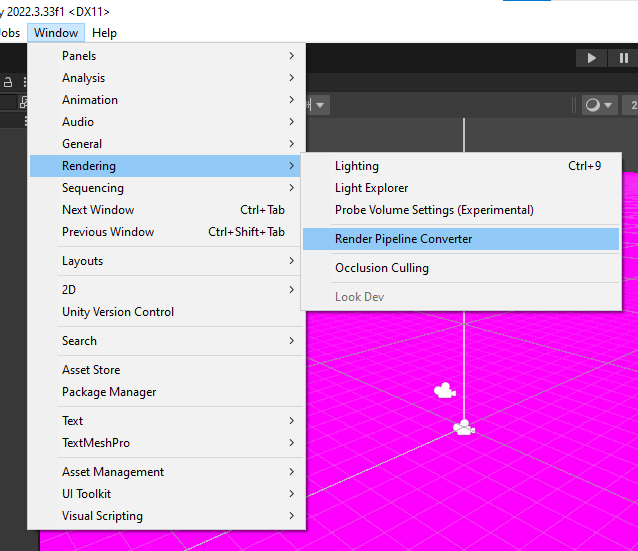 y 2022.3.33f1 <DX11>
Jobs Window Help
Panels
Analysis
Animation
Audio
General
Rendering
Sequencing
Next Window Ctrl+Tab
Previous Window Ctrl+Shift+Tab
Layouts
2D
Unity Version Control
Search
Asset Store
Package Manager
Text
TextMeshPro
Asset Management
UI Toolkit
Visual Scripting
Lighting Ctrl+9
Light Explorer
Probe Volume Settings (Experimental)
Render Pipeline Converter
Occlusion Culling
Look Dev
2